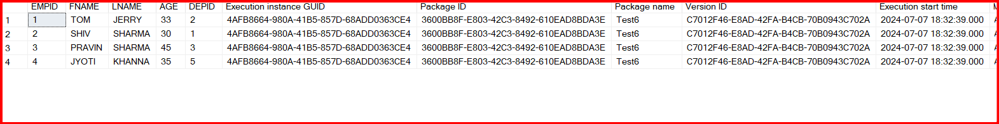 EMPID FNAME LNAME AGE DEPID Execution instance GUID Package ID Package name Version ID Execution start time
1 1 TOM JERRY 33 2 4AFB8664-980A-41B5-857D-68ADD0363CE4 3600BB8F-E803-42C3-8492-610EAD8BDA3E Test6 C7012F46-E8AD-42FA-B4CB-70B0943C702A 2024-07-07 18:32:39.000
2 2 SHIV SHARMA 30 1 4AFB8664-980A-41B5-857D-68ADD0363CE4 3600BB8F-E803-42C3-8492-610EAD8BDA3E Test6 C7012F46-E8AD-42FA-B4CB-70B0943C702A 2024-07-07 18:32:39.000
3 3 PRAVIN SHARMA 45 3 4AFB8664-980A-41B5-857D-68ADD0363CE4 3600BB8F-E803-42C3-8492-610EAD8BDA3E Test6 C7012F46-E8AD-42FA-B4CB-70B0943C702A 2024-07-07 18:32:39.000
4 4 JYOTI KHANNA 35 5 4AFB8664-980A-41B5-857D-68ADD0363CE4 3600BB8F-E803-42C3-8492-610EAD8BDA3E Test6 C7012F46-E8AD-42FA-B4CB-70B0943C702A 2024-07-07 18:32:39.000